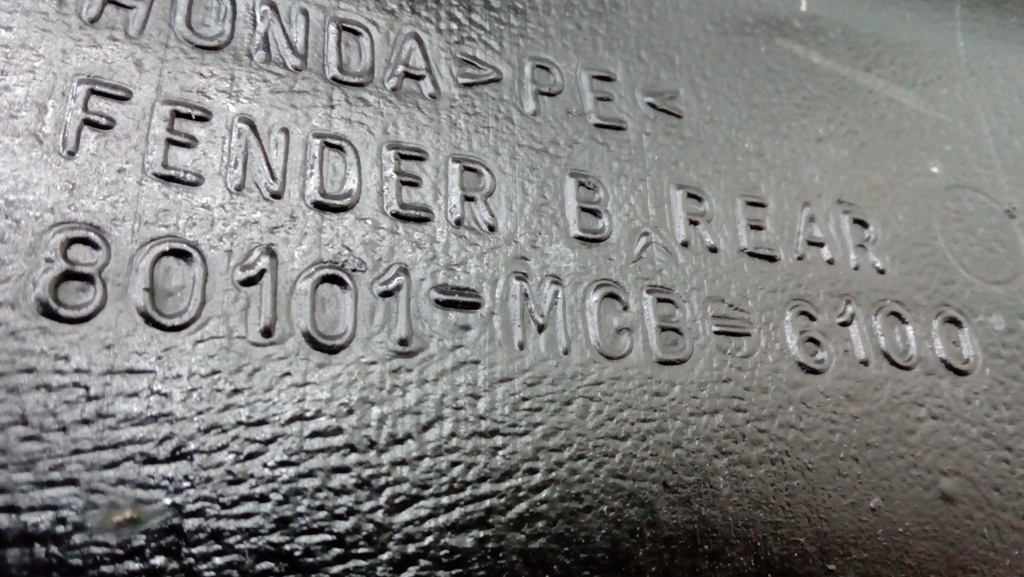 HONDA >PE<
FENDER B, REAR
80101-MCB-6100